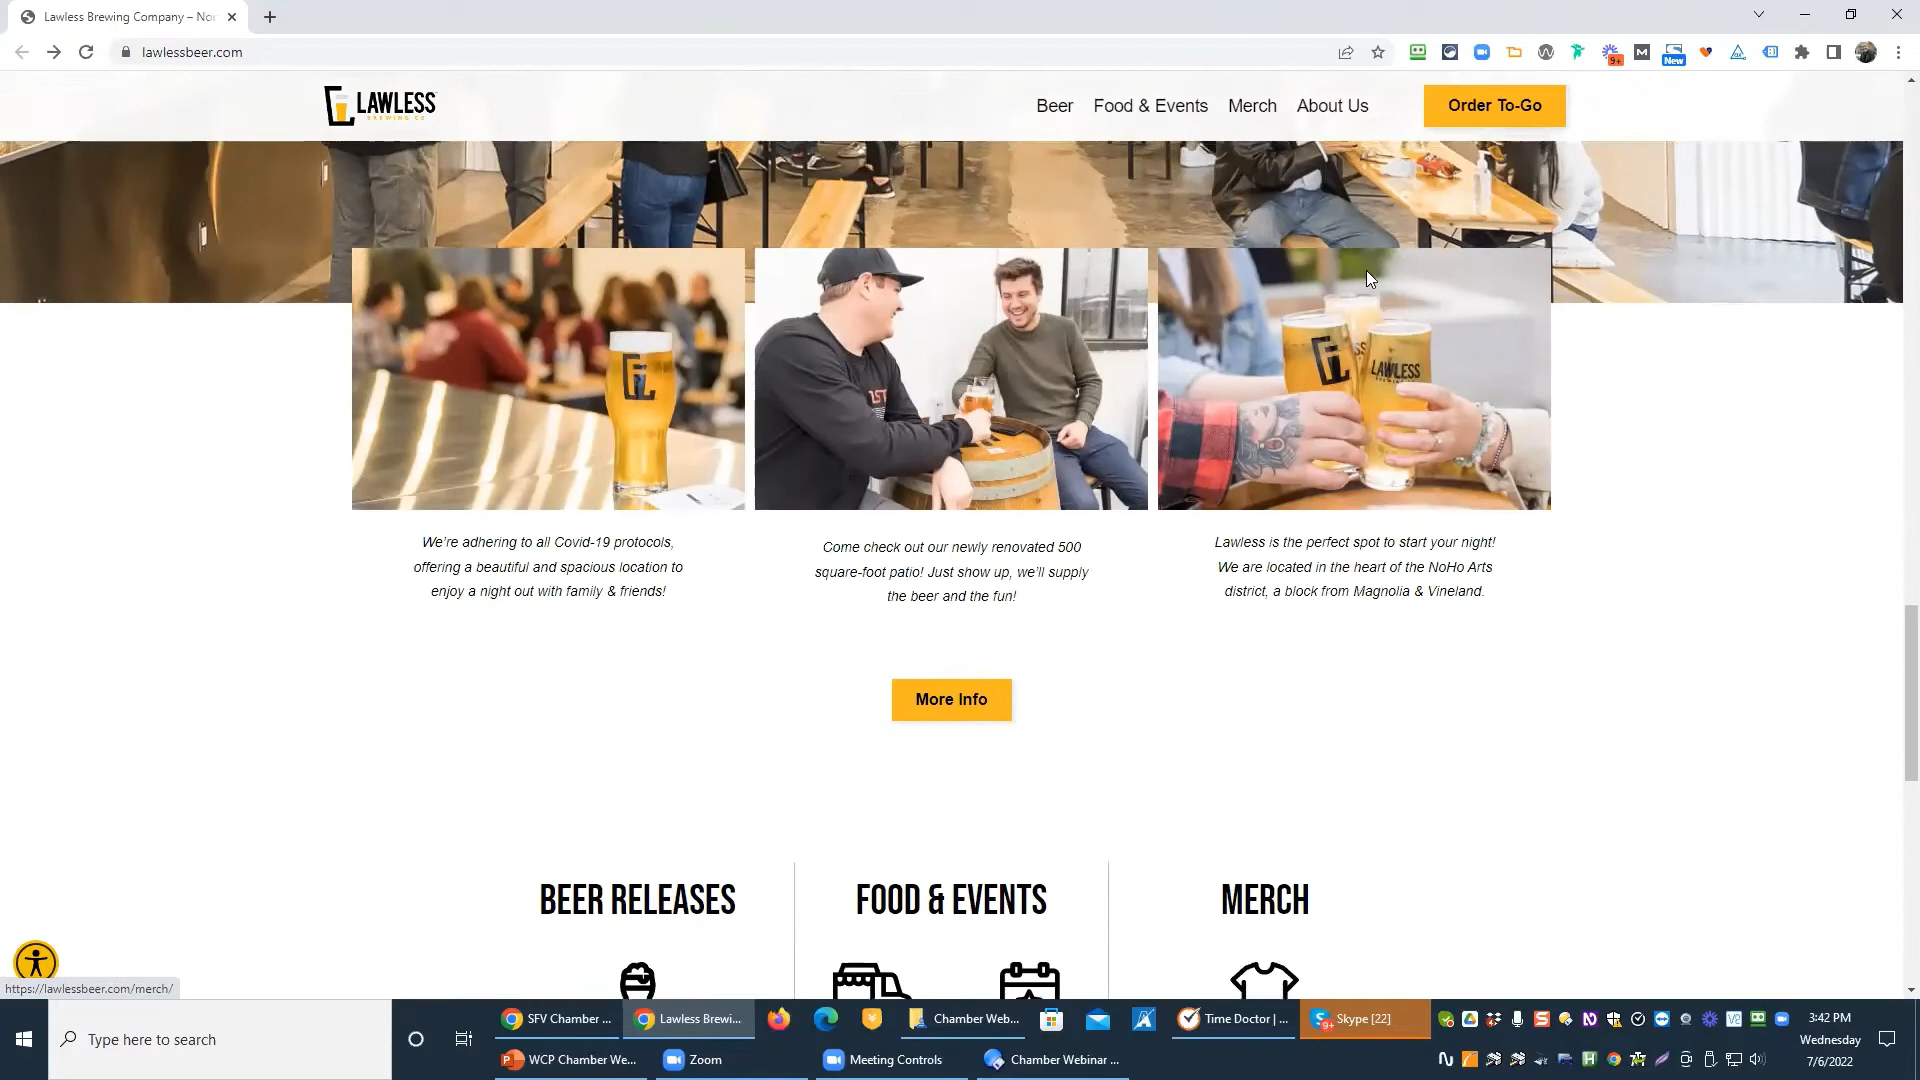 Lawless Brewing Company – Nor
lawlessbeer.com
9+
New
LAWLESS
BREWING CO
Beer
Food & Events
Merch
About Us
Order To-Go
LAWLESS
We’re adhering to all Covid-19 protocols,
offering a beautiful and spacious location to
enjoy a night out with family & friends!
Come check out our newly renovated 500
square-foot patio! Just show up, we’ll supply
the beer and the fun!
Lawless is the perfect spot to start your night!
We are located in the heart of the NoHo Arts
district, a block from Magnolia & Vineland.
More Info
BEER RELEASES
FOOD & EVENTS
MERCH
https://lawlessbeer.com/merch/
Type here to search
SFV Chamber ...
Lawless Brewi...
Chamber Web...
Time Doctor | ...
9+
Skype [22]
WCP Chamber We...
Zoom
Meeting Controls
Chamber Webinar ...
3:42 PM
Wednesday
7/6/2022